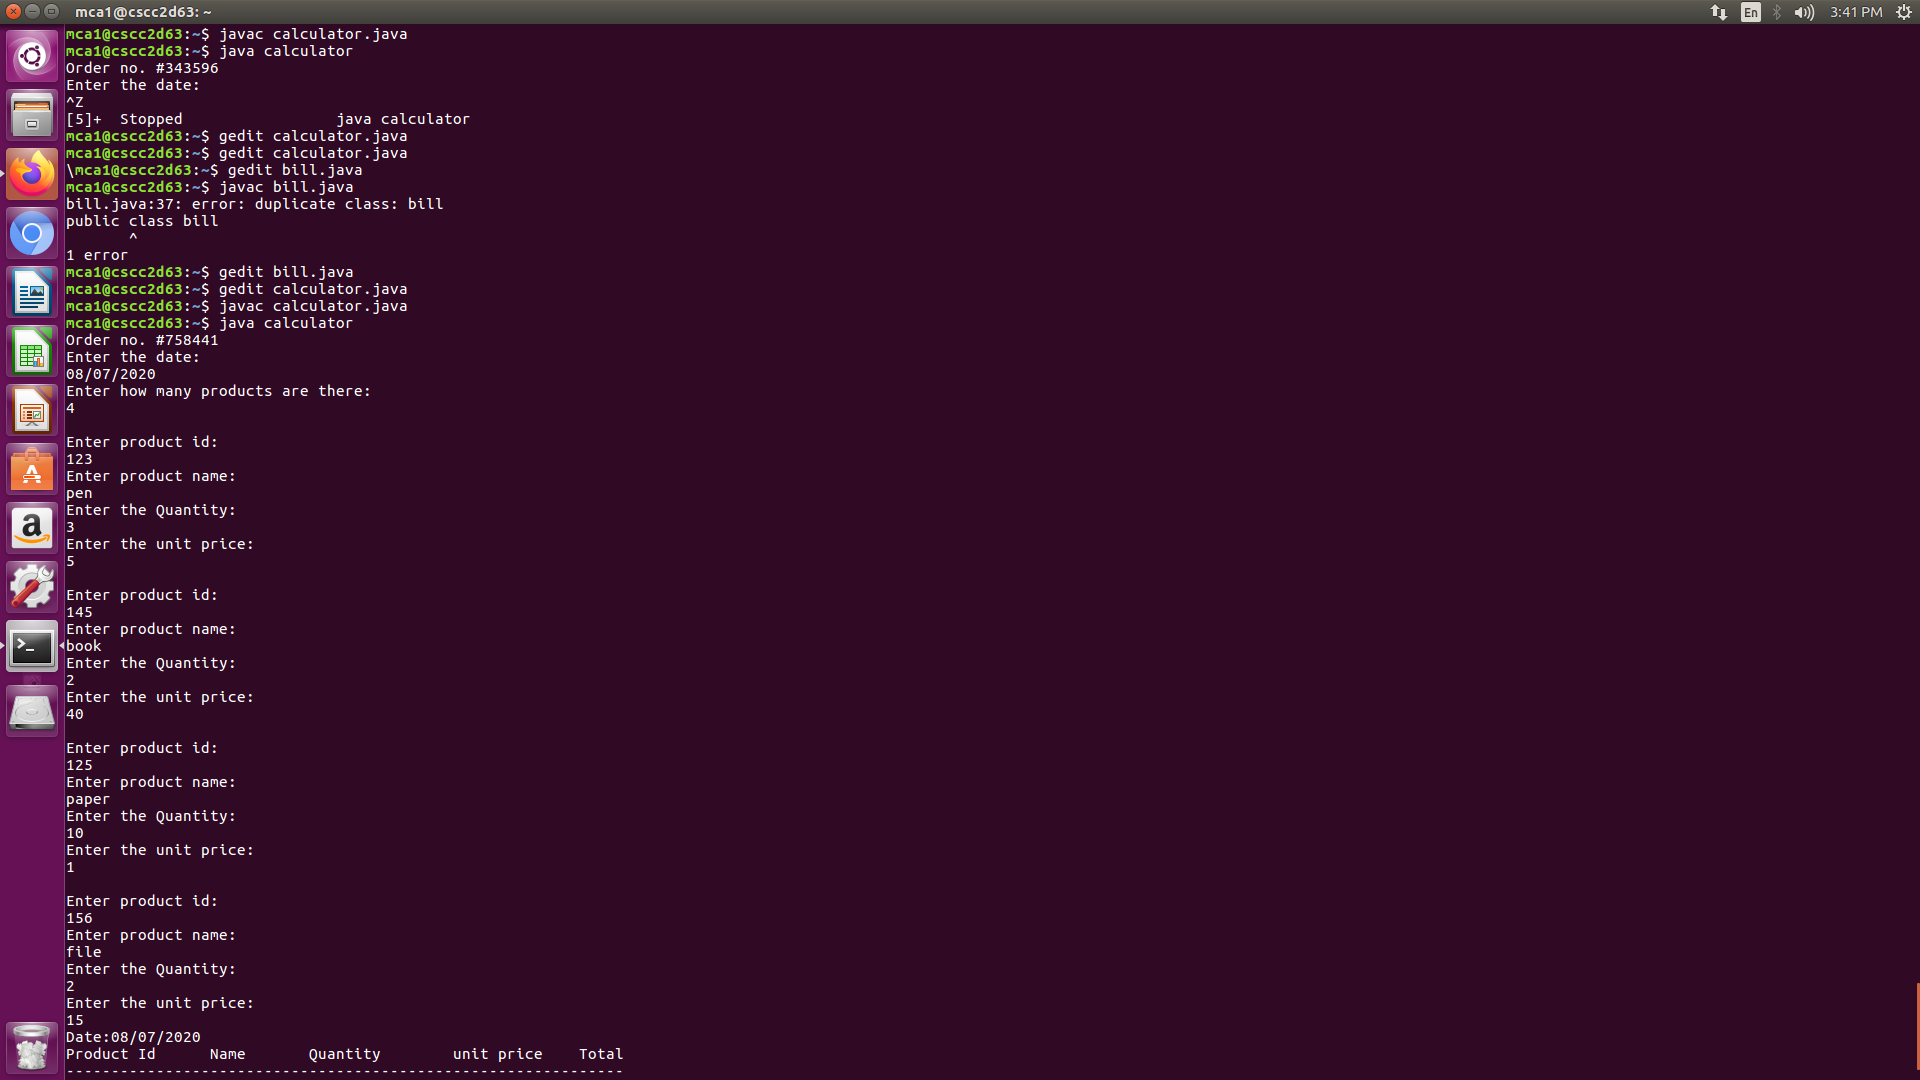 mca1@cscc2d63: ~
En
3:41 PM
mca1@cscc2d63:~$ javac calculator.java
mca1@cscc2d63:~$ java calculator
Order no. #343596
Enter the date:
^Z
[5]+  Stopped                 java calculator
mca1@cscc2d63:~$ gedit calculator.java
mca1@cscc2d63:~$ gedit calculator.java
\mca1@cscc2d63:~$ gedit bill.java
mca1@cscc2d63:~$ javac bill.java
bill.java:37: error: duplicate class: bill
public class bill
       ^
1 error
mca1@cscc2d63:~$ gedit bill.java
mca1@cscc2d63:~$ gedit calculator.java
mca1@cscc2d63:~$ javac calculator.java
mca1@cscc2d63:~$ java calculator
Order no. #758441
Enter the date:
08/07/2020
Enter how many products are there:
4
Enter product id:
123
Enter product name:
pen
Enter the Quantity:
3
Enter the unit price:
5
Enter product id:
145
Enter product name:
book
Enter the Quantity:
2
Enter the unit price:
40
Enter product id:
125
Enter product name:
paper
Enter the Quantity:
10
Enter the unit price:
1
Enter product id:
156
Enter product name:
file
Enter the Quantity:
2
Enter the unit price:
15
Date:08/07/2020
Product Id      Name       Quantity        unit price    Total
--------------------------------------------------------------